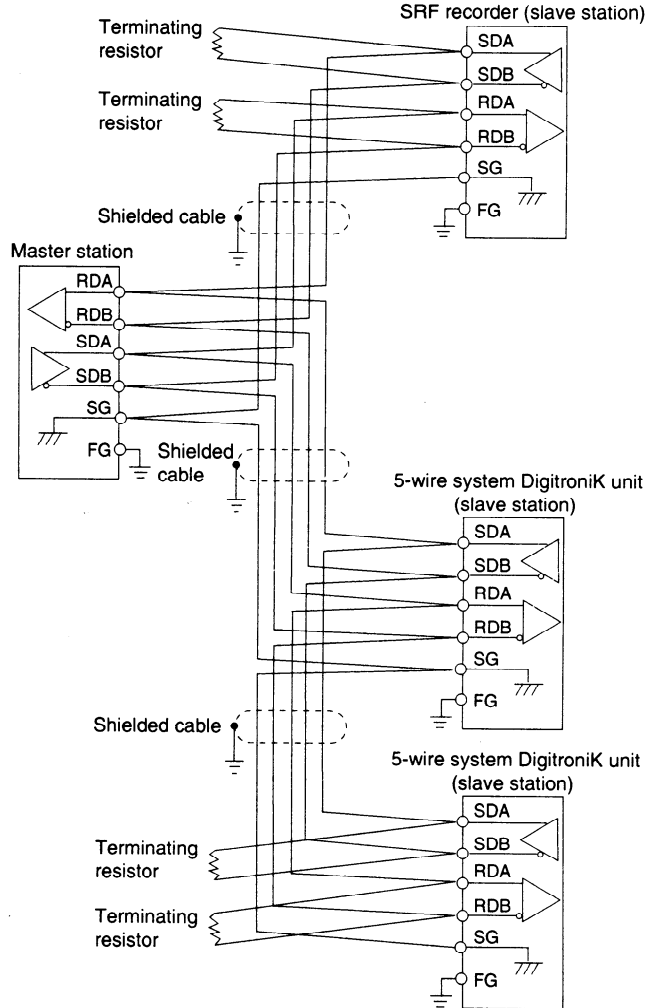 SRF recorder (slave station)
Terminating
resistor
SDA
SDB
Terminating
resistor
RDA
RDB
SG
FG
Shielded cable
Master station
RDA
RDB
SDA
SDB
SG
FG
Shielded
cable
5-wire system DigitroniK unit
(slave station)
SDA
SDB
RDA
RDB
SG
FG
Shielded cable
5-wire system DigitroniK unit
(slave station)
SDA
Terminating
resistor
SDB
RDA
Terminating
resistor
RDB
SG
FG